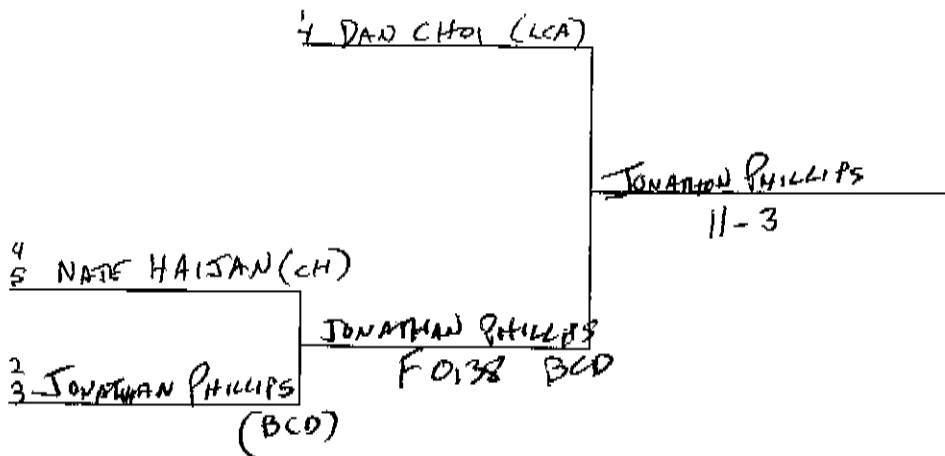 1
4 DAN CHOI (LCA)
JONATHON PHILLIPS
11-3
4
5 NATE HAIJAN (CH)
JONATHAN PHILLIPS
F 0:38 BCD
2
3 JONATHAN PHILLIPS
(BCD)